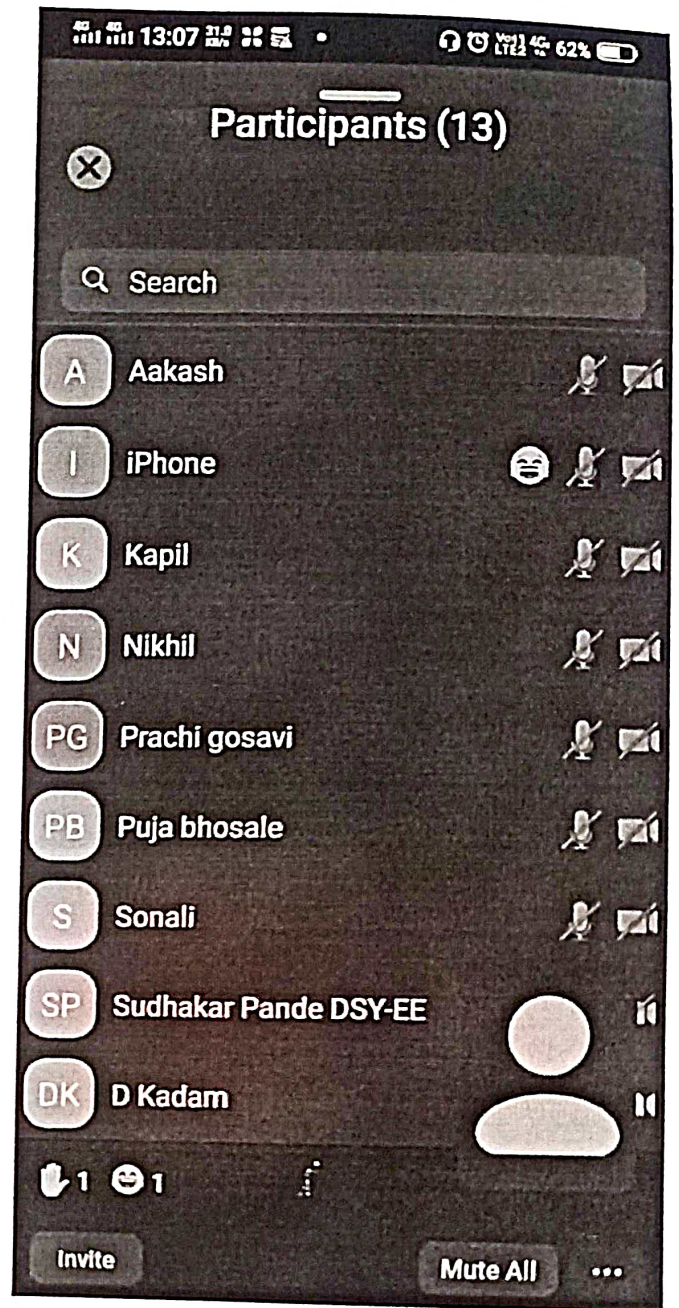 13:07
62%
Participants (13)
Search
A Aakash
I iPhone
K Kapil
N Nikhil
PG Prachi gosavi
PB Puja bhosale
S Sonali
SP Sudhakar Pande DSY-EE
DK D Kadam
1 1
Invite Mute All